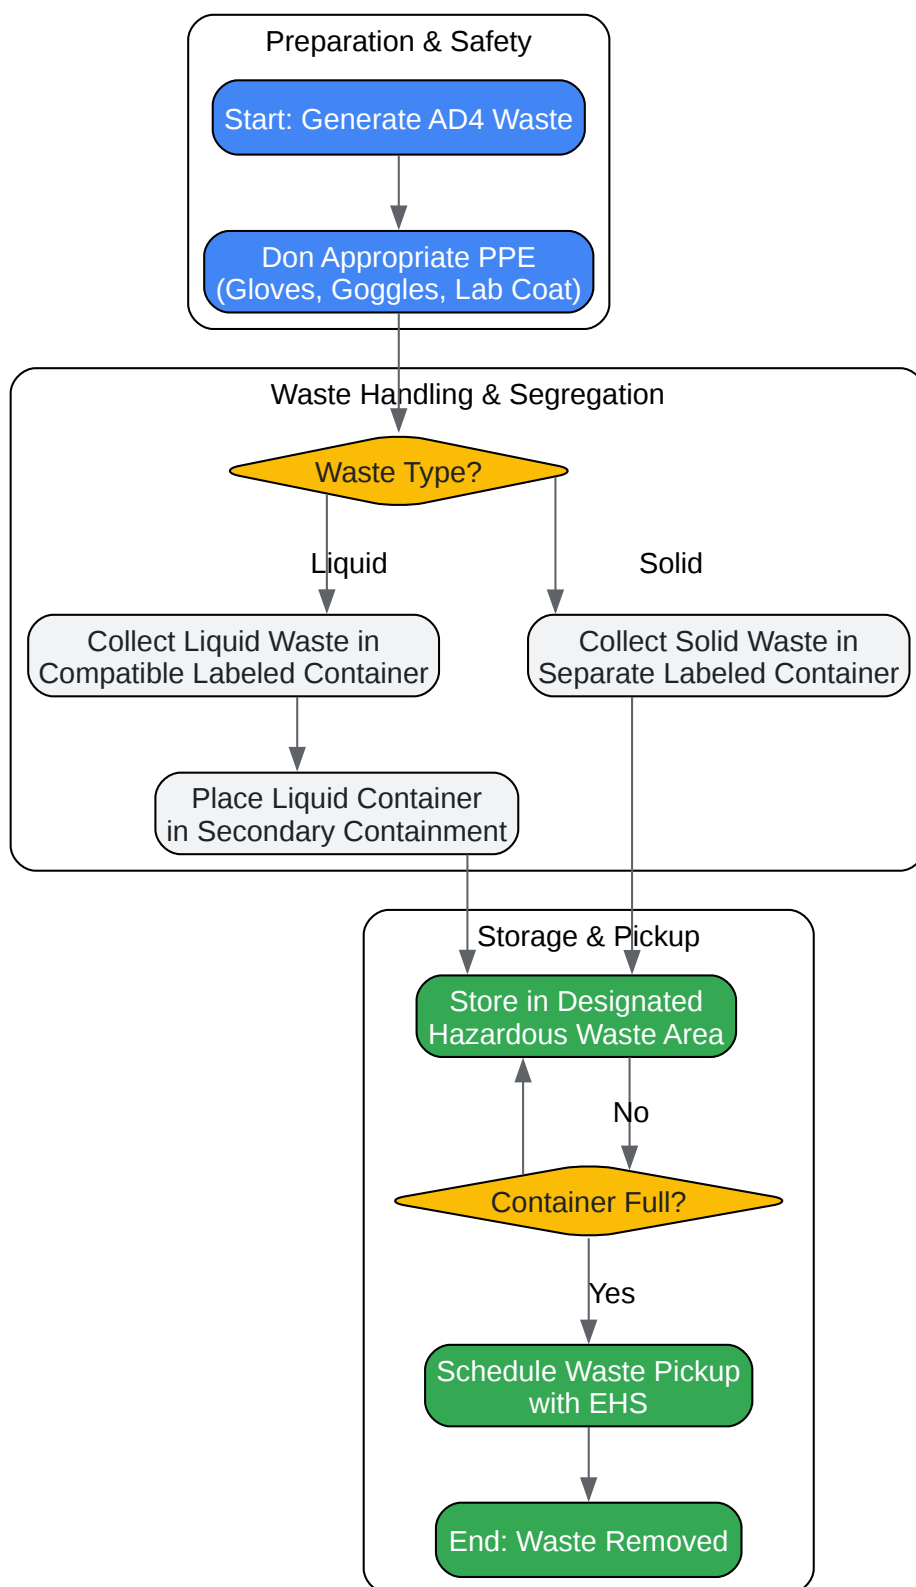 Preparation & Safety
Start: Generate AD4 Waste
Don Appropriate PPE
(Gloves, Goggles, Lab Coat)
Waste Handling & Segregation
Waste Type?
Liquid
Solid
Collect Liquid Waste in
Compatible Labeled Container
Collect Solid Waste in
Separate Labeled Container
Place Liquid Container
in Secondary Containment
Storage & Pickup
Store in Designated
Hazardous Waste Area
No
Container Full?
Yes
Schedule Waste Pickup
with EHS
End: Waste Removed